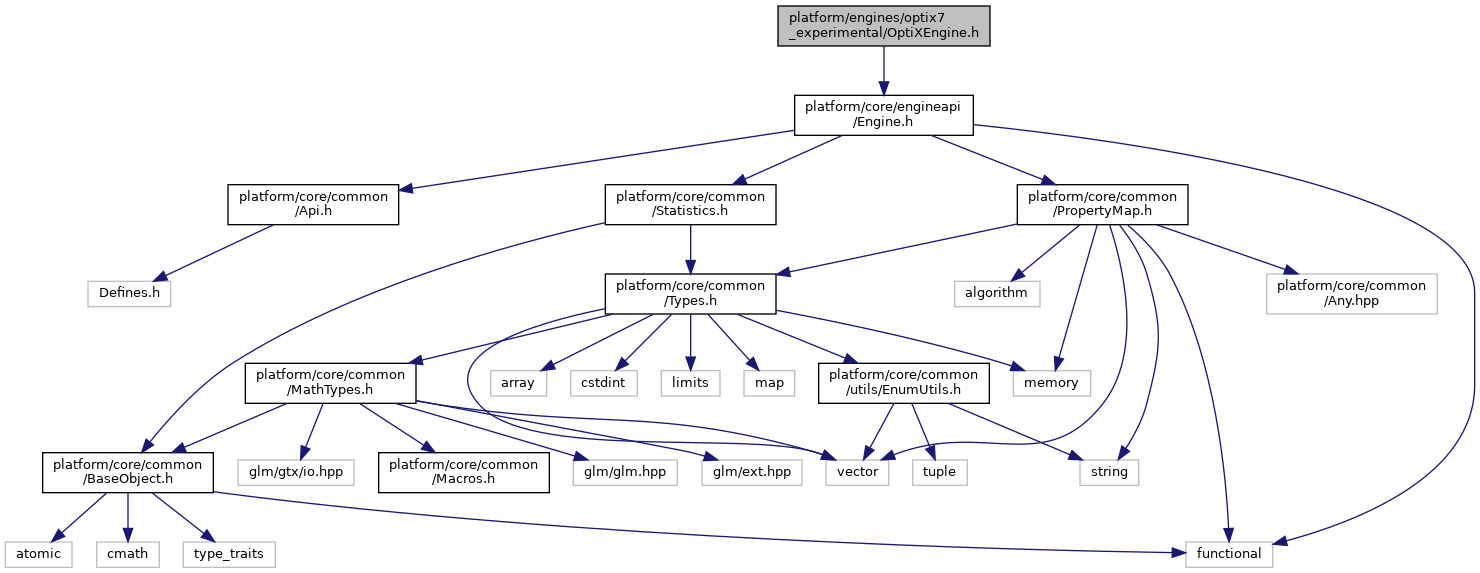 platform/engines/optix7
_experimental/OptiXEngine.h
platform/core/engineapi
/Engine.h
platform/core/common
/Api.h
platform/core/common
/Statistics.h
platform/core/common
/PropertyMap.h
Defines.h
platform/core/common
/Types.h
algorithm
platform/core/common
/Any.hpp
platform/core/common
/MathTypes.h
array
cstdint
limits
map
platform/core/common
/utils/EnumUtils.h
memory
platform/core/common
/BaseObject.h
glm/gtx/io.hpp
platform/core/common
/Macros.h
glm/glm.hpp
glm/ext.hpp
vector
tuple
string
atomic
cmath
type_traits
functional